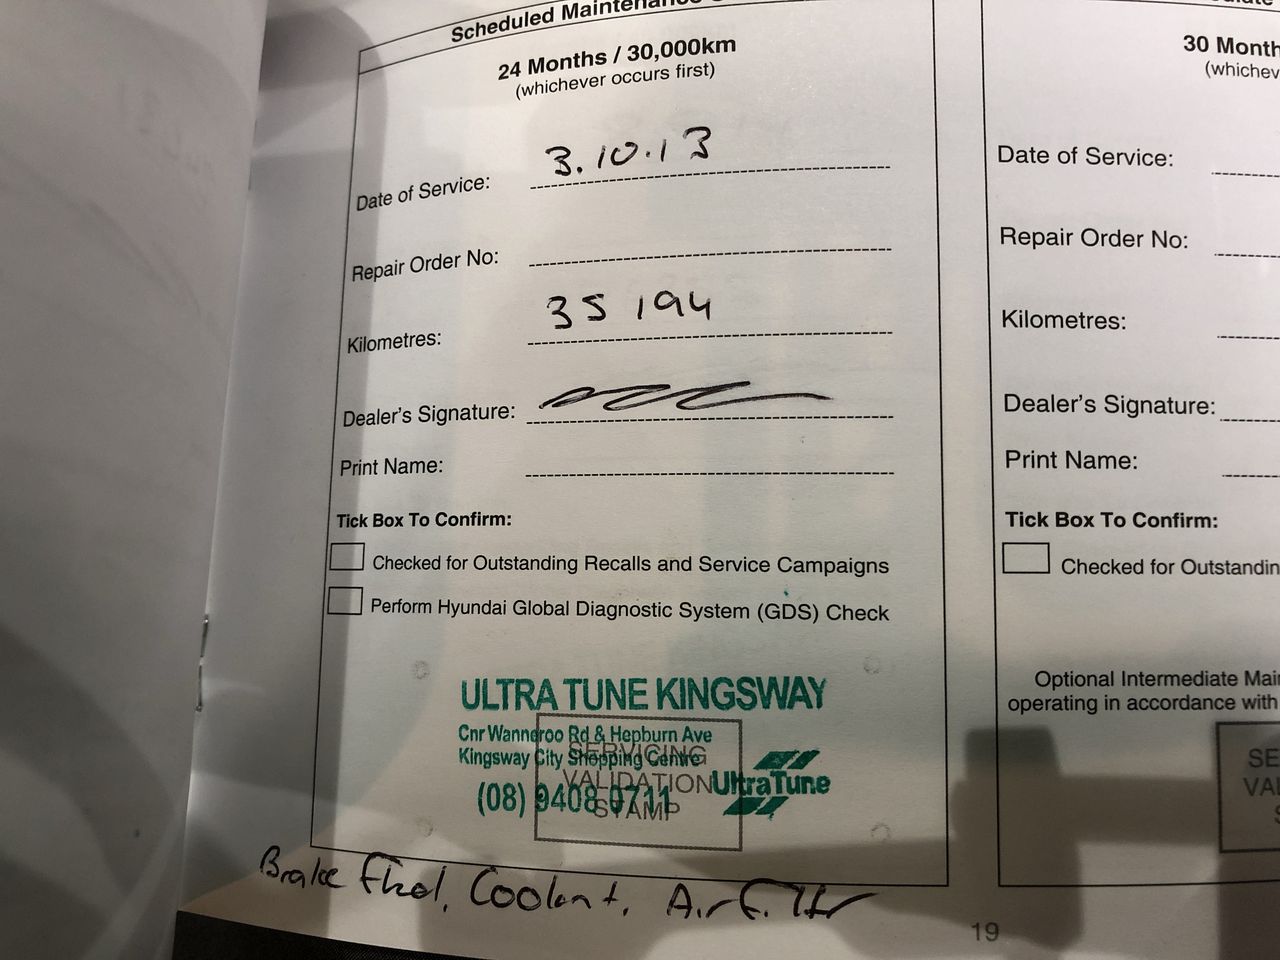 Scheduled Maintenance
24 Months / 30,000km
(whichever occurs first)
Date of Service: 3.10.13
Repair Order No:
Kilometres: 35 194
Dealer's Signature:
Print Name:
Tick Box To Confirm:
Checked for Outstanding Recalls and Service Campaigns
Perform Hyundai Global Diagnostic System (GDS) Check
ULTRA TUNE KINGSWAY
Cnr Wanneroo Rd & Hepburn Ave
Kingsway City Shopping Centre
(08) 9408 0711
UltraTune
SERVICING
VALIDATION
STAMP
Brake Fluid, Coolant, Air Filter
30 Month
(whichev
Date of Service:
Repair Order No:
Kilometres:
Dealer's Signature:
Print Name:
Tick Box To Confirm:
Checked for Outstandin
Optional Intermediate Mai
operating in accordance with
SE
VAL
S
19